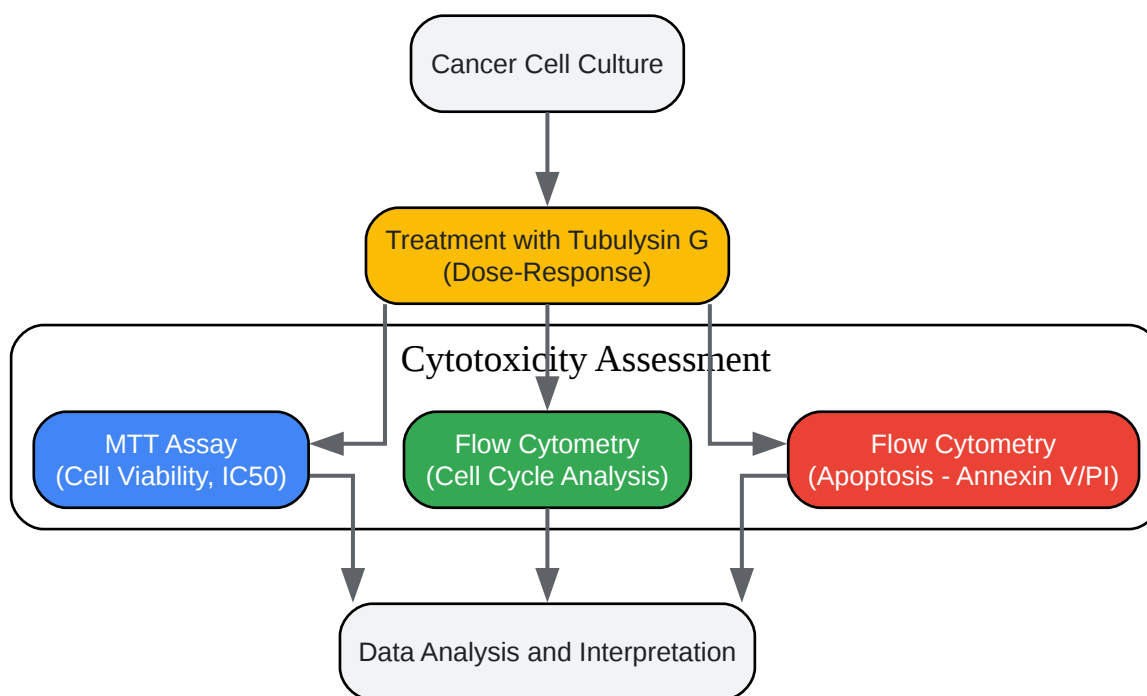 Cancer Cell Culture
Treatment with Tubulysin G
(Dose-Response)
Cytotoxicity Assessment
MTT Assay
(Cell Viability, IC50)
Flow Cytometry
(Cell Cycle Analysis)
Flow Cytometry
(Apoptosis - Annexin V/PI)
Data Analysis and Interpretation